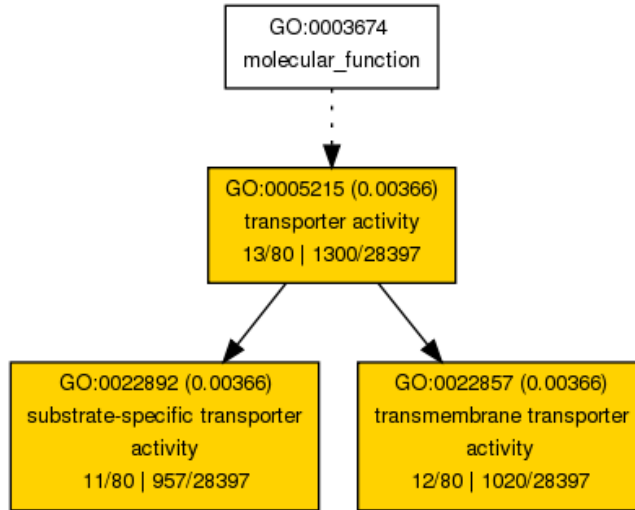 GO:0003674
molecular_function
GO:0005215 (0.00366)
transporter activity
13/80 | 1300/28397
GO:0022892 (0.00366)
substrate-specific transporter
activity
11/80 | 957/28397
GO:0022857 (0.00366)
transmembrane transporter
activity
12/80 | 1020/28397